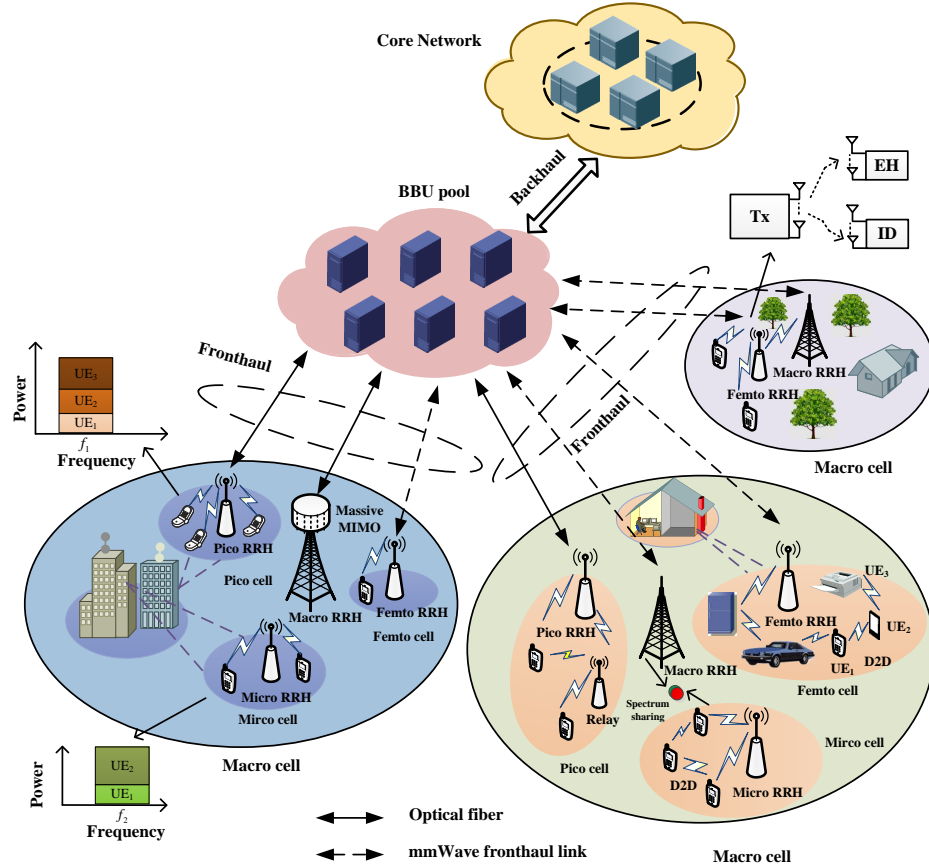 Core Network
Backhaul
BBU pool
EH
Tx
ID
Fronthaul
Macro RRH
Femto RRH
Macro cell
Power
UE3
UE2
UE1
f1
Frequency
Massive
MIMO
Pico RRH
Pico cell
Macro RRH
Femto RRH
Femto cell
Micro RRH
Mirco cell
Macro cell
Power
UE2
UE1
f2
Frequency
Fronthaul
Pico RRH
Relay
Pico cell
Macro RRH
Spectrum
sharing
UE3
Femto RRH
UE2
UE1
D2D
Femto cell
Mirco cell
D2D
Micro RRH
Macro cell
Optical fiber
mmWave fronthaul link